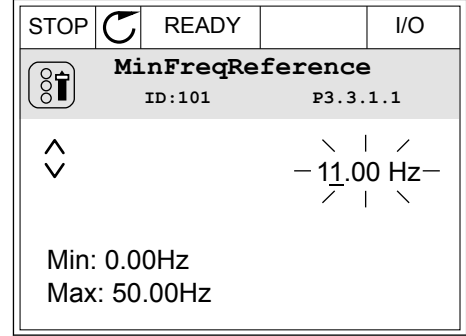 STOP READY I/O
MinFreqReference
ID:101 P3.3.1.1
11.00 Hz
Min: 0.00Hz
Max: 50.00Hz